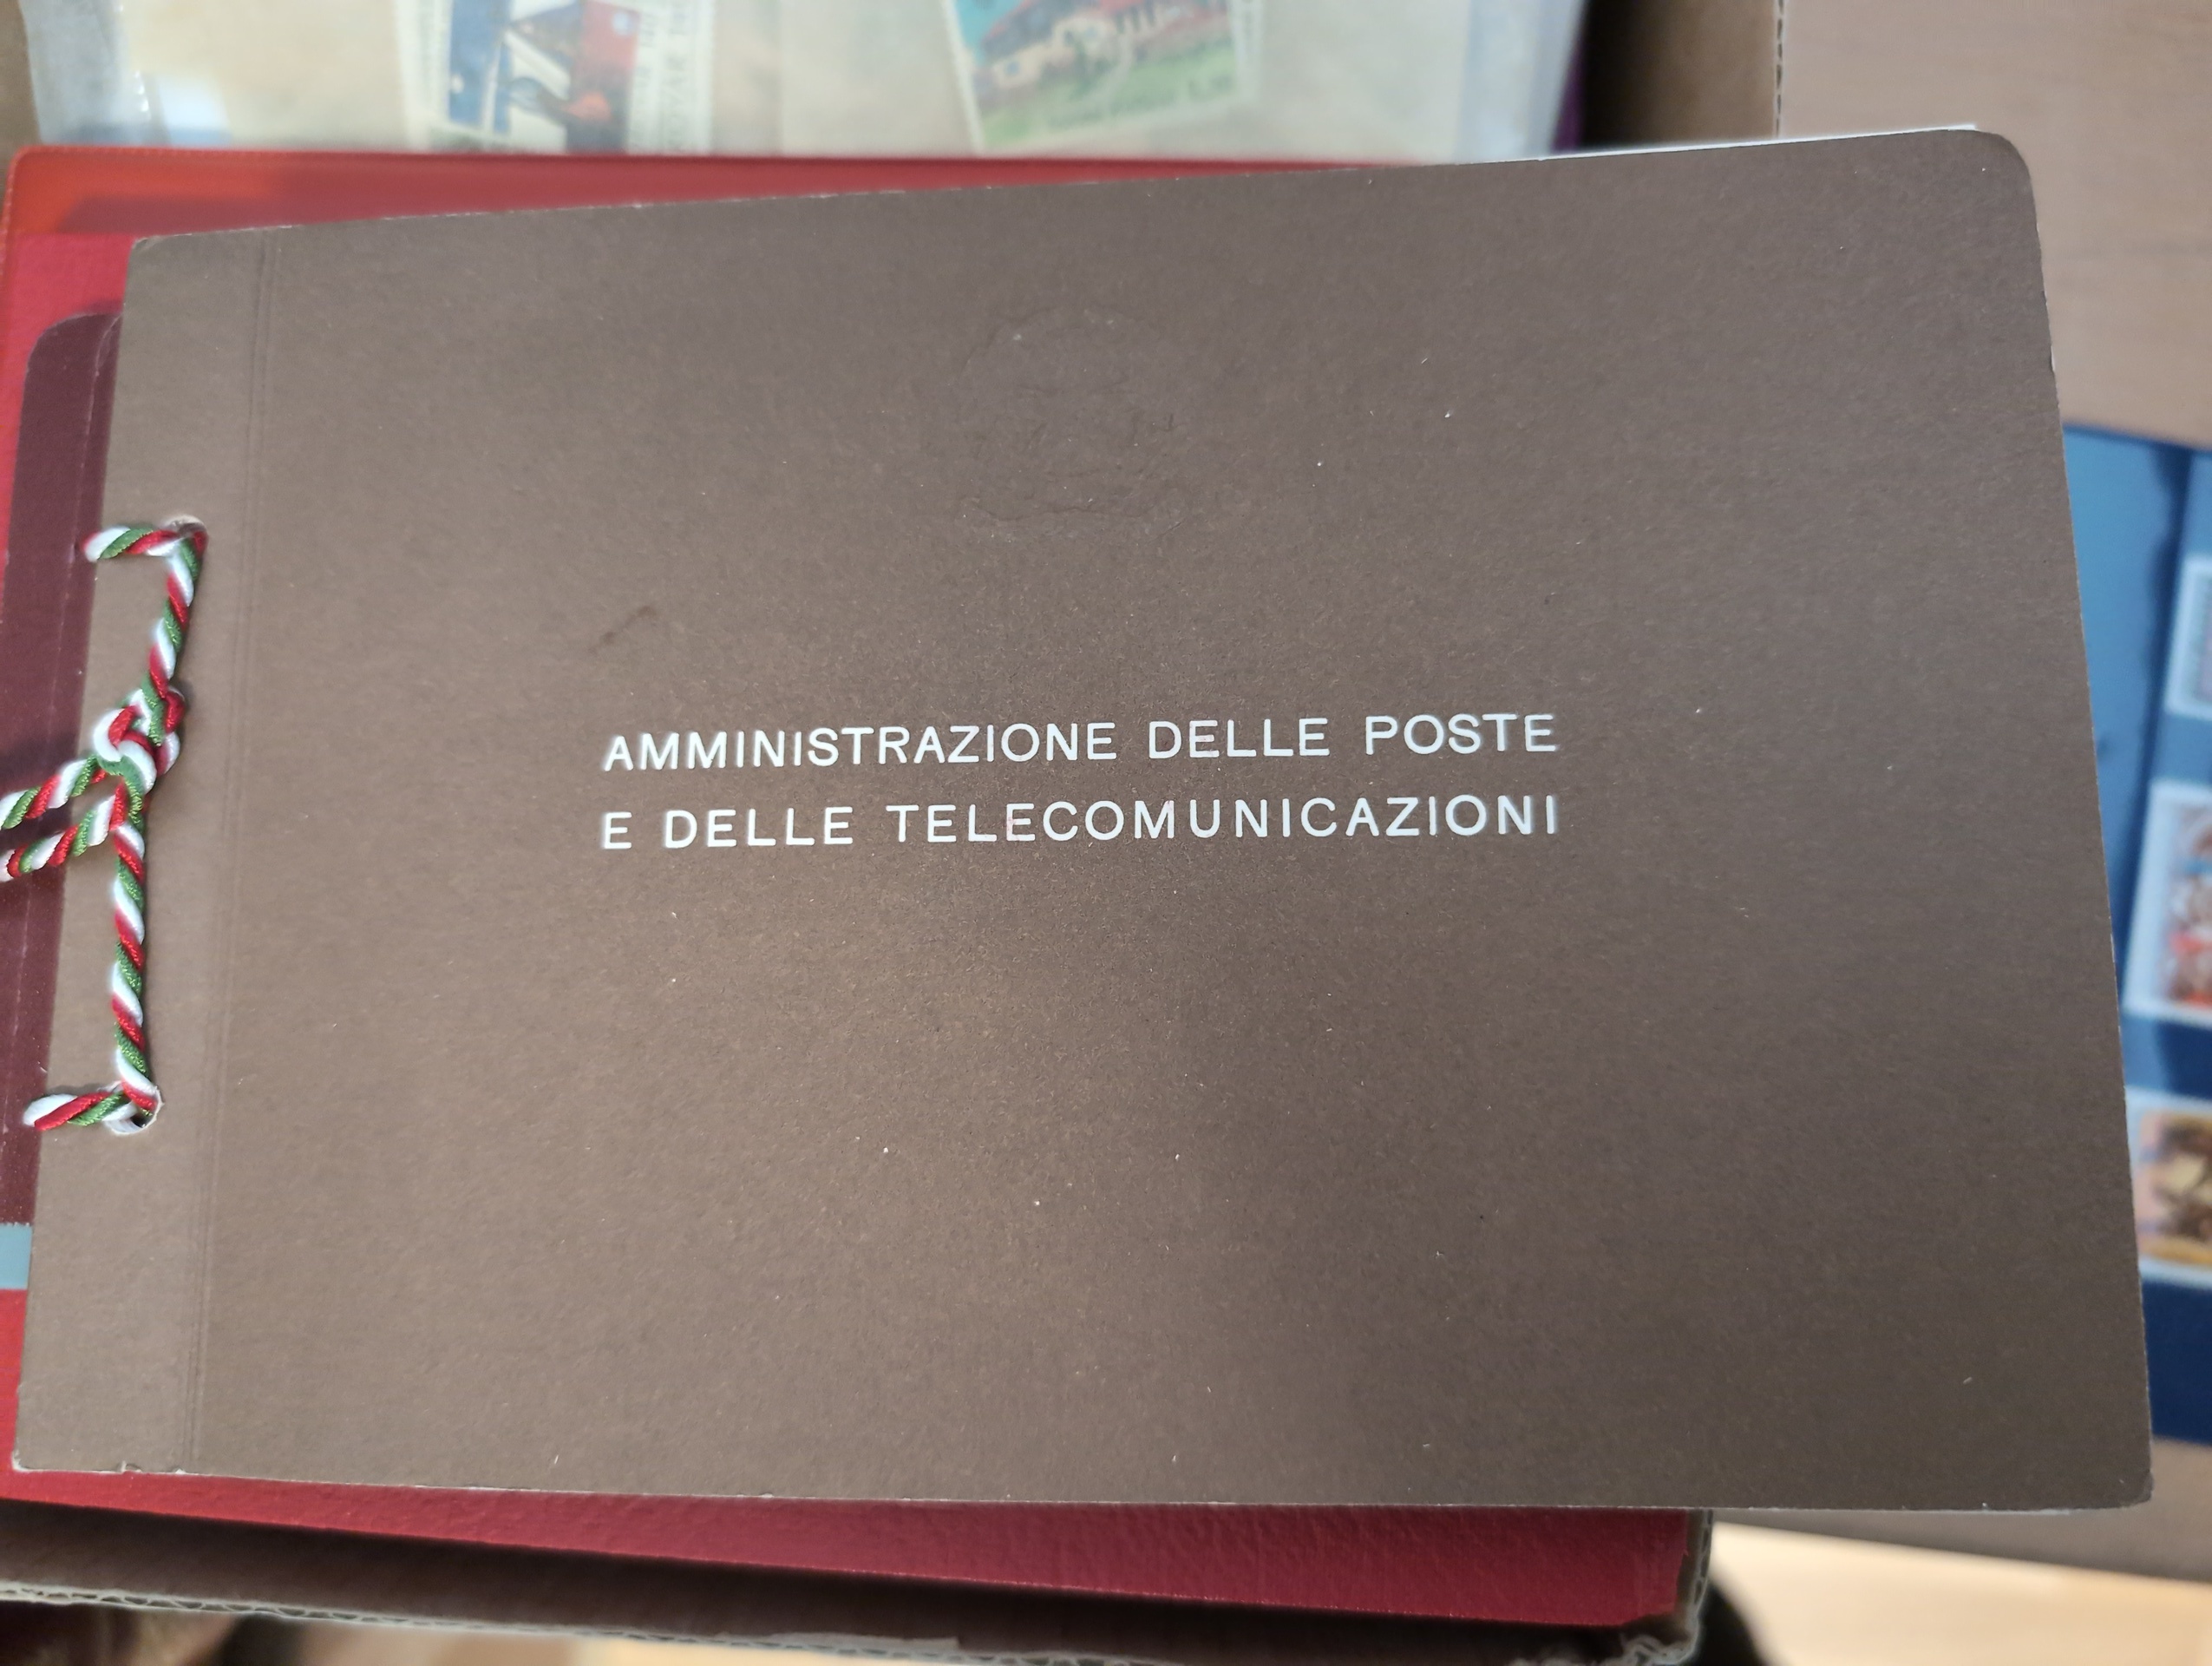 AMMINISTRAZIONE DELLE POSTE
E DELLE TELECOMUNICAZIONI